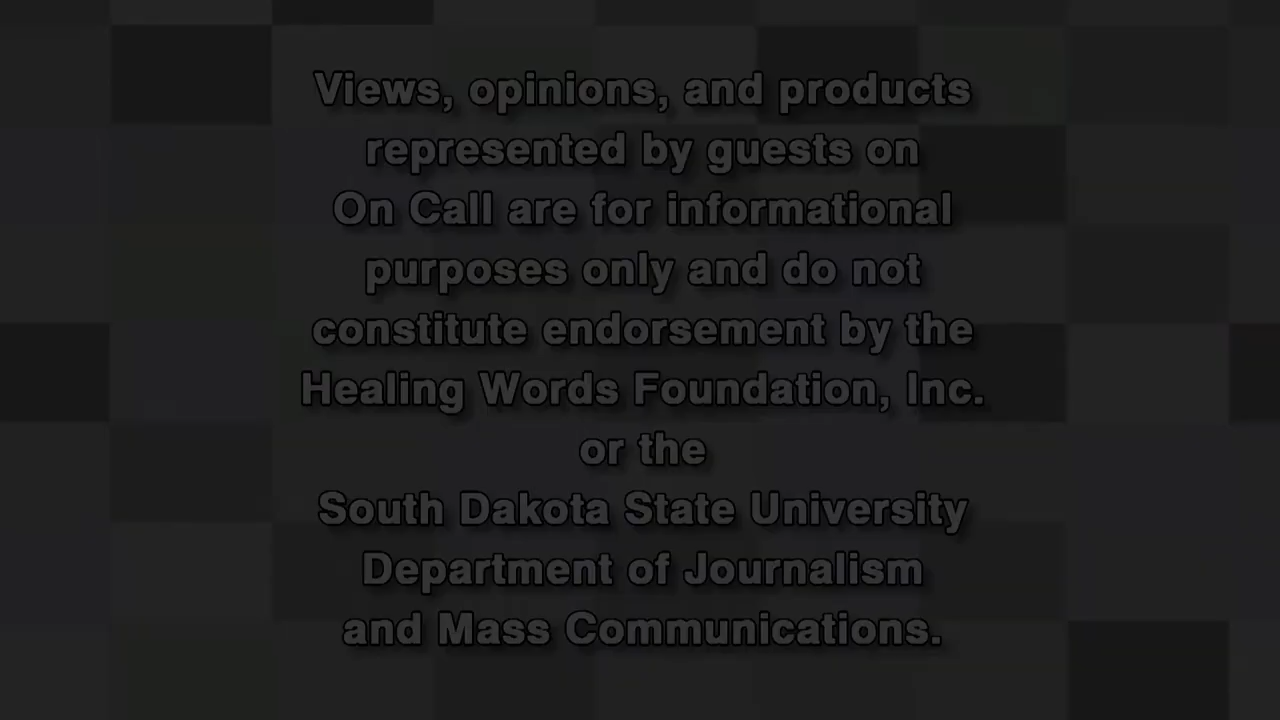 Views, opinions, and products
represented by guests on
On Call are for informational
purposes only and do not
constitute endorsement by the
Healing Words Foundation, Inc.
or the
South Dakota State University
Department of Journalism
and Mass Communications.